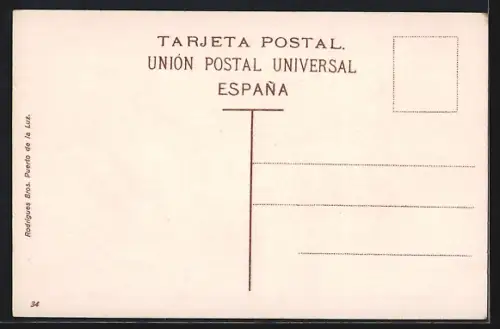 TARJETA POSTAL.
UNIÓN POSTAL UNIVERSAL
ESPAÑA
Rodrigues Bros. Puerto de la Luz.
34